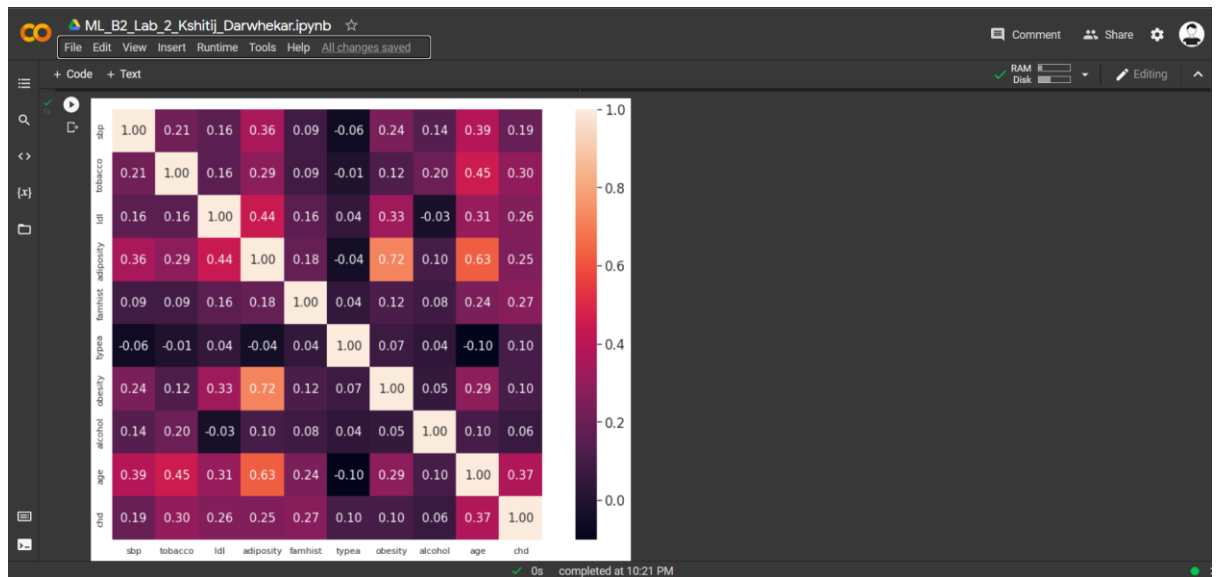 CO ML_B2_Lab_2_Kshitij_Darwhekar.ipynb
Comment Share
File Edit View Insert Runtime Tools Help All changes saved
+ Code + Text
RAM
Disk
Editing
{x}
sbp 1.00 0.21 0.16 0.36 0.09 -0.06 0.24 0.14 0.39 0.19
tobacco 0.21 1.00 0.16 0.29 0.09 -0.01 0.12 0.20 0.45 0.30
ldl 0.16 0.16 1.00 0.44 0.16 0.04 0.33 -0.03 0.31 0.26
adiposity 0.36 0.29 0.44 1.00 0.18 -0.04 0.72 0.10 0.63 0.25
famhist 0.09 0.09 0.16 0.18 1.00 0.04 0.12 0.08 0.24 0.27
typea -0.06 -0.01 0.04 -0.04 0.04 1.00 0.07 0.04 -0.10 0.10
obesity 0.24 0.12 0.33 0.72 0.12 0.07 1.00 0.05 0.29 0.10
alcohol 0.14 0.20 -0.03 0.10 0.08 0.04 0.05 1.00 0.10 0.06
age 0.39 0.45 0.31 0.63 0.24 -0.10 0.29 0.10 1.00 0.37
chd 0.19 0.30 0.26 0.25 0.27 0.10 0.10 0.06 0.37 1.00
sbp tobacco ldl adiposity famhist typea obesity alcohol age chd
1.0
0.8
0.6
0.4
0.2
0.0
0s completed at 10:21 PM